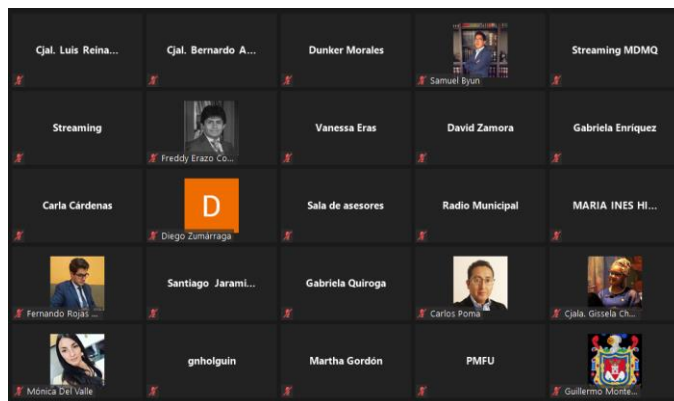 Cjal. Luis Reina...
Cjal. Bernardo A...
Dunker Morales
Samuel Byun
Streaming MDMQ
Streaming
Freddy Erazo Co...
Vanessa Eras
David Zamora
Gabriela Enríquez
Carla Cárdenas
D
Diego Zumárraga
Sala de asesores
Radio Municipal
MARIA INES HI...
Fernando Rojas ...
Santiago Jarami...
Gabriela Quiroga
Carlos Poma
Cjala. Gissela Ch...
Mónica Del Valle
gnholguin
Martha Gordón
PMFU
Guillermo Monte...